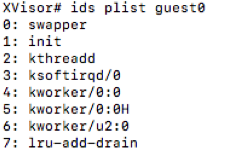 XVisor# ids plist guest0
0: swapper
1: init
2: kthreadd
3: ksoftirqd/0
4: kworker/0:0
5: kworker/0:0H
6: kworker/u2:0
7: lru-add-drain